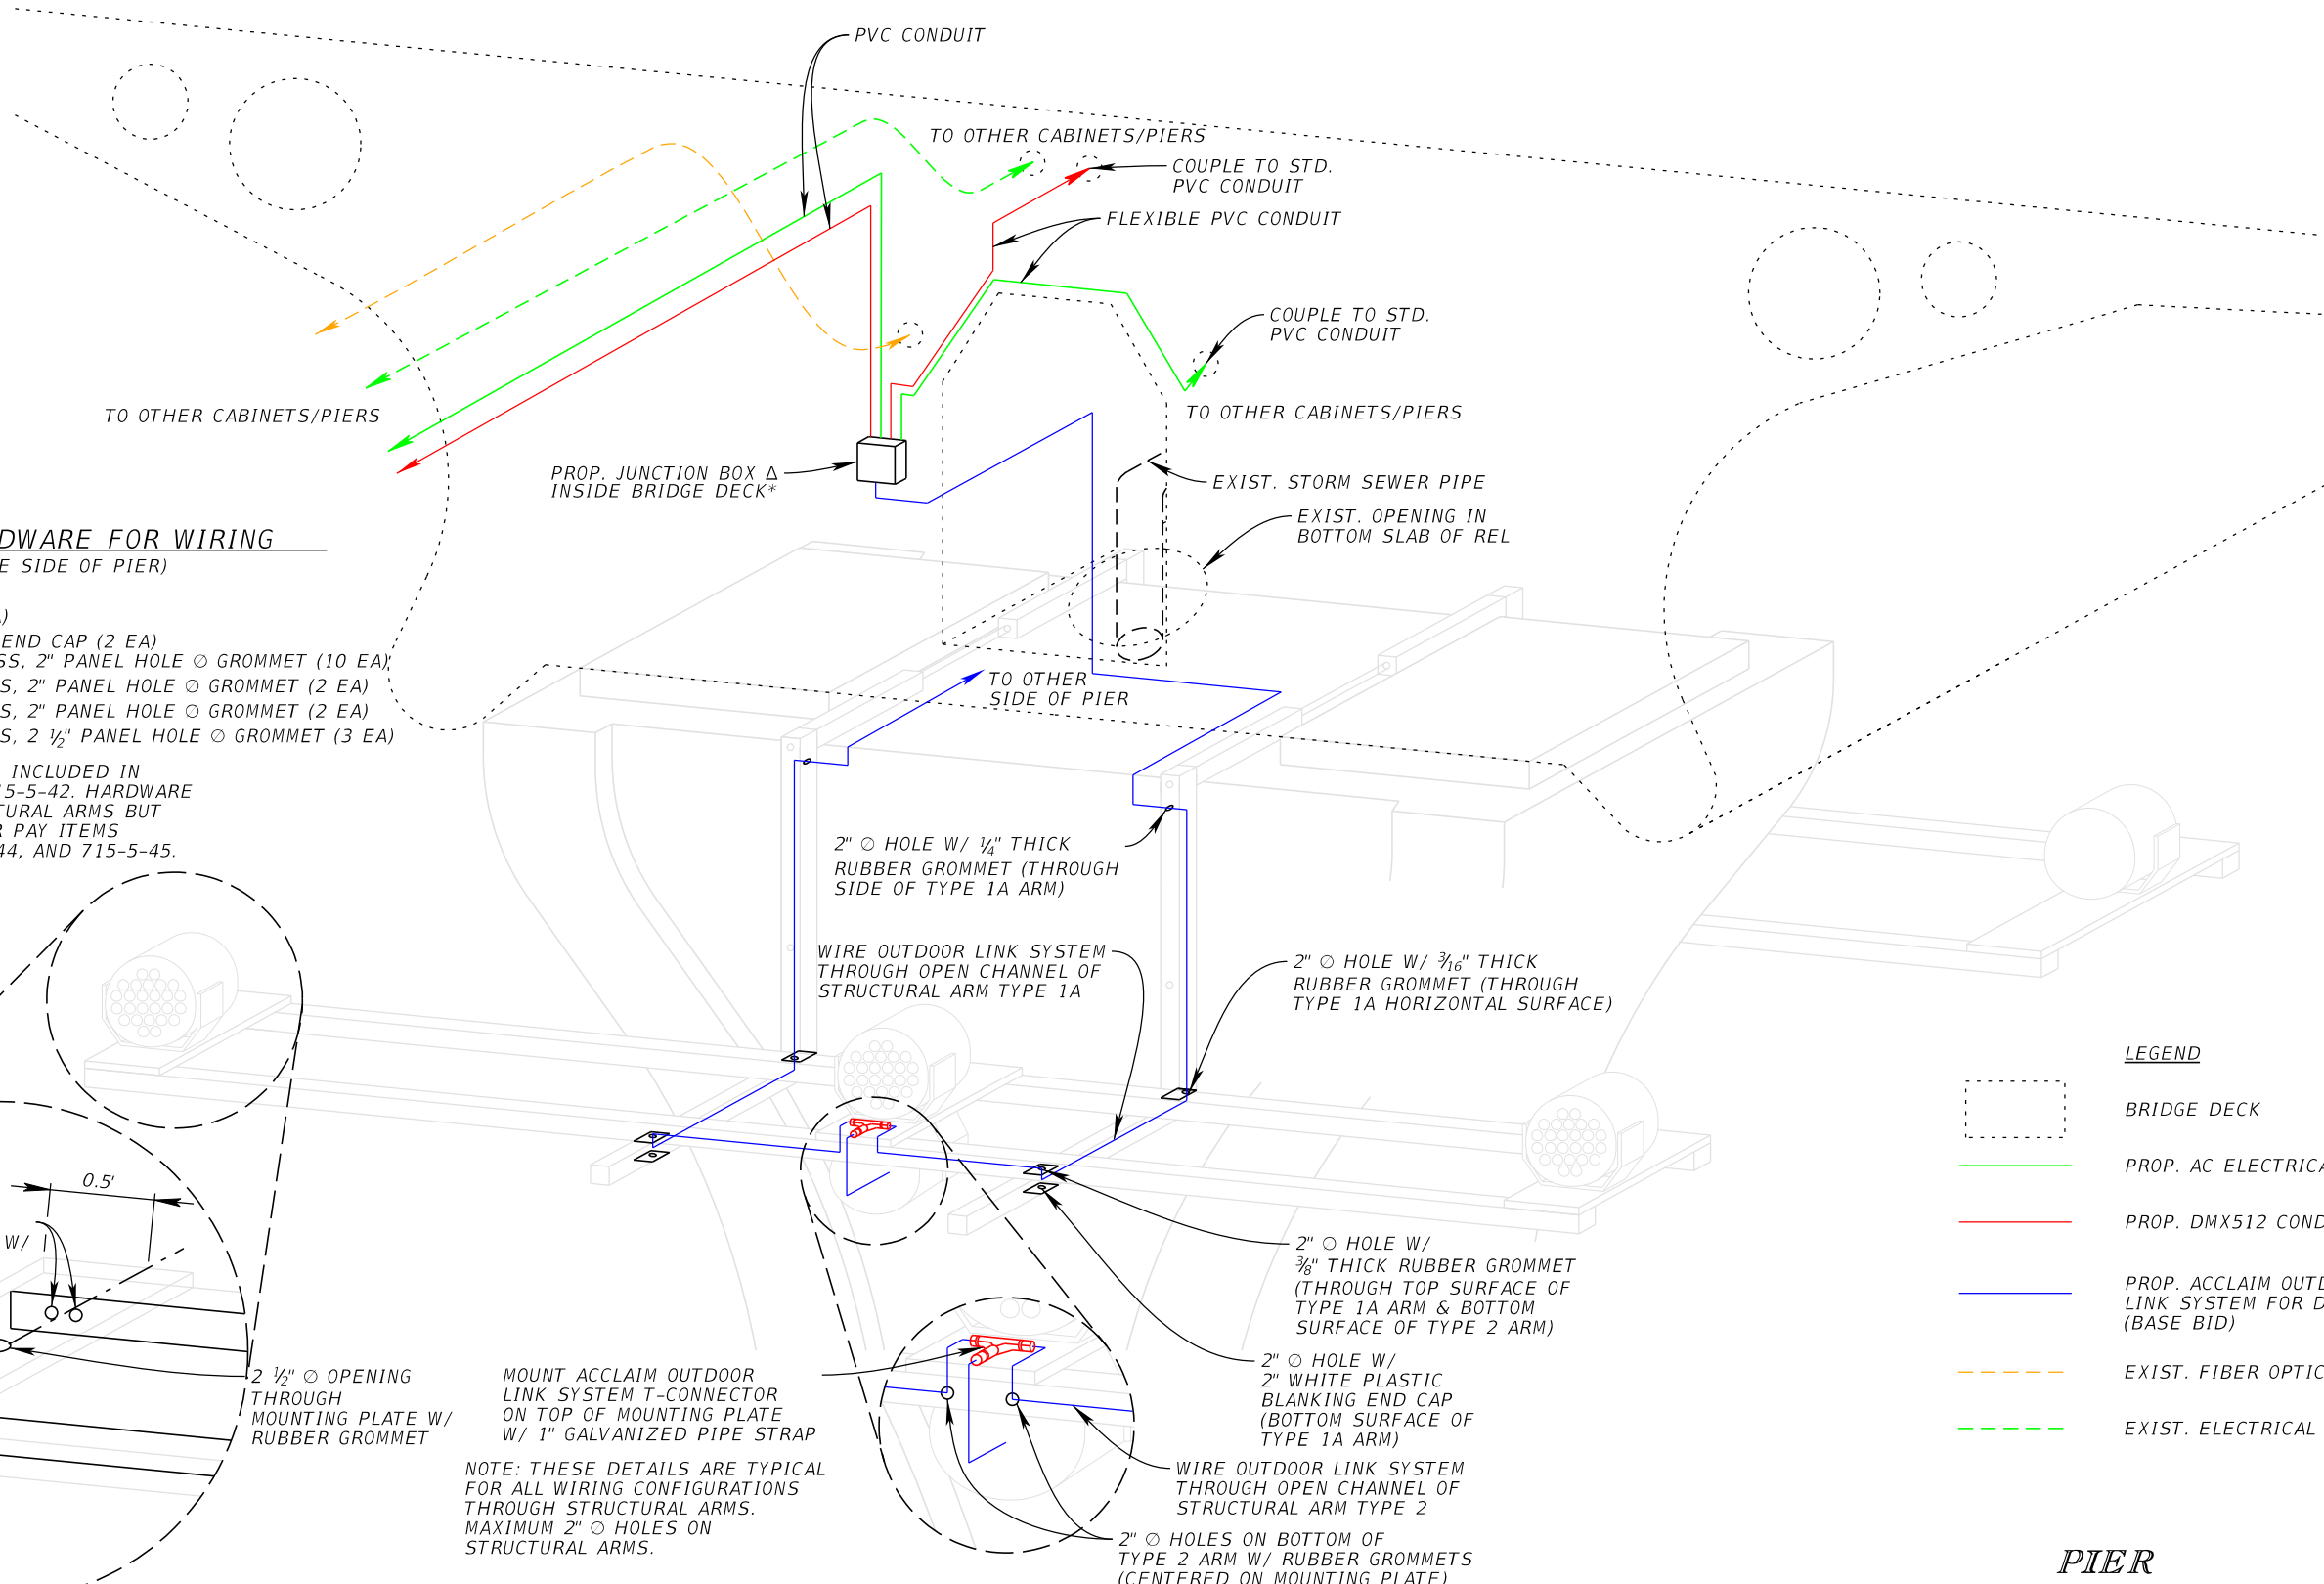 PVC CONDUIT
TO OTHER CABINETS/PIERS
COUPLE TO STD.
PVC CONDUIT
FLEXIBLE PVC CONDUIT
COUPLE TO STD.
PVC CONDUIT
TO OTHER CABINETS/PIERS
TO OTHER CABINETS/PIERS
PROP. JUNCTION BOX Δ
INSIDE BRIDGE DECK*
EXIST. STORM SEWER PIPE
EXIST. OPENING IN
BOTTOM SLAB OF REL
DWARE FOR WIRING
E SIDE OF PIER)
)
END CAP (2 EA)
SS, 2" PANEL HOLE ∅ GROMMET (10 EA)
S, 2" PANEL HOLE ∅ GROMMET (2 EA)
S, 2" PANEL HOLE ∅ GROMMET (2 EA)
S, 2 ½" PANEL HOLE ∅ GROMMET (3 EA)
INCLUDED IN
15-5-42. HARDWARE
TURAL ARMS BUT
R PAY ITEMS
44, AND 715-5-45.
TO OTHER
SIDE OF PIER
2" ∅ HOLE W/ ¼" THICK
RUBBER GROMMET (THROUGH
SIDE OF TYPE 1A ARM)
WIRE OUTDOOR LINK SYSTEM
THROUGH OPEN CHANNEL OF
STRUCTURAL ARM TYPE 1A
2" ∅ HOLE W/ 3/16" THICK
RUBBER GROMMET (THROUGH
TYPE 1A HORIZONTAL SURFACE)
LEGEND
BRIDGE DECK
PROP. AC ELECTRICA
PROP. DMX512 COND
PROP. ACCLAIM OUTD
LINK SYSTEM FOR D
(BASE BID)
EXIST. FIBER OPTIC
EXIST. ELECTRICAL
0.5'
W/
2 ½" ∅ OPENING
THROUGH
MOUNTING PLATE W/
RUBBER GROMMET
MOUNT ACCLAIM OUTDOOR
LINK SYSTEM T-CONNECTOR
ON TOP OF MOUNTING PLATE
W/ 1" GALVANIZED PIPE STRAP
NOTE: THESE DETAILS ARE TYPICAL
FOR ALL WIRING CONFIGURATIONS
THROUGH STRUCTURAL ARMS.
MAXIMUM 2" ∅ HOLES ON
STRUCTURAL ARMS.
2" ∅ HOLE W/
⅜" THICK RUBBER GROMMET
(THROUGH TOP SURFACE OF
TYPE 1A ARM & BOTTOM
SURFACE OF TYPE 2 ARM)
2" ∅ HOLE W/
2" WHITE PLASTIC
BLANKING END CAP
(BOTTOM SURFACE OF
TYPE 1A ARM)
WIRE OUTDOOR LINK SYSTEM
THROUGH OPEN CHANNEL OF
STRUCTURAL ARM TYPE 2
2" ∅ HOLES ON BOTTOM OF
TYPE 2 ARM W/ RUBBER GROMMETS
(CENTERED ON MOUNTING PLATE)
PIER